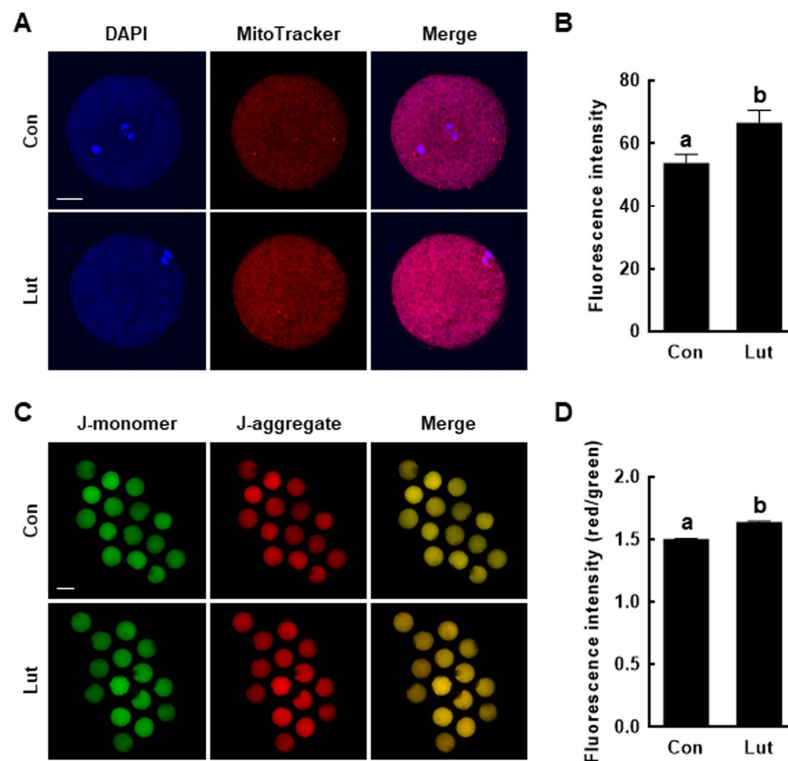 A
DAPI
MitoTracker
Merge
Con
Lut
B
Fluorescence intensity
80
60
40
20
0
a
b
Con
Lut
C
J-monomer
J-aggregate
Merge
Con
Lut
D
Fluorescence intensity (red/green)
2.0
1.5
1.0
0.5
0.0
a
b
Con
Lut